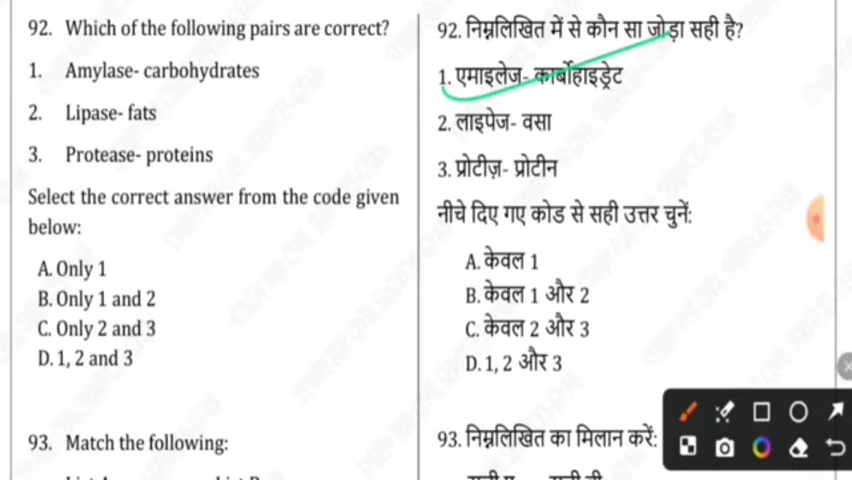 92. Which of the following pairs are correct?
1. Amylase- carbohydrates
2. Lipase- fats
3. Protease- proteins
Select the correct answer from the code given
below:
A. Only 1
B. Only 1 and 2
C. Only 2 and 3
D. 1, 2 and 3
93. Match the following:
92. निम्नलिखित में से कौन सा जोड़ा सही है?
1. एमाइलेज- कार्बोहाइड्रेट
2. लाइपेज- वसा
3. प्रोटीज़- प्रोटीन
नीचे दिए गए कोड से सही उत्तर चुनें:
A. केवल 1
B. केवल 1 और 2
C. केवल 2 और 3
D. 1, 2 और 3
93. निम्नलिखित का मिलान करें: